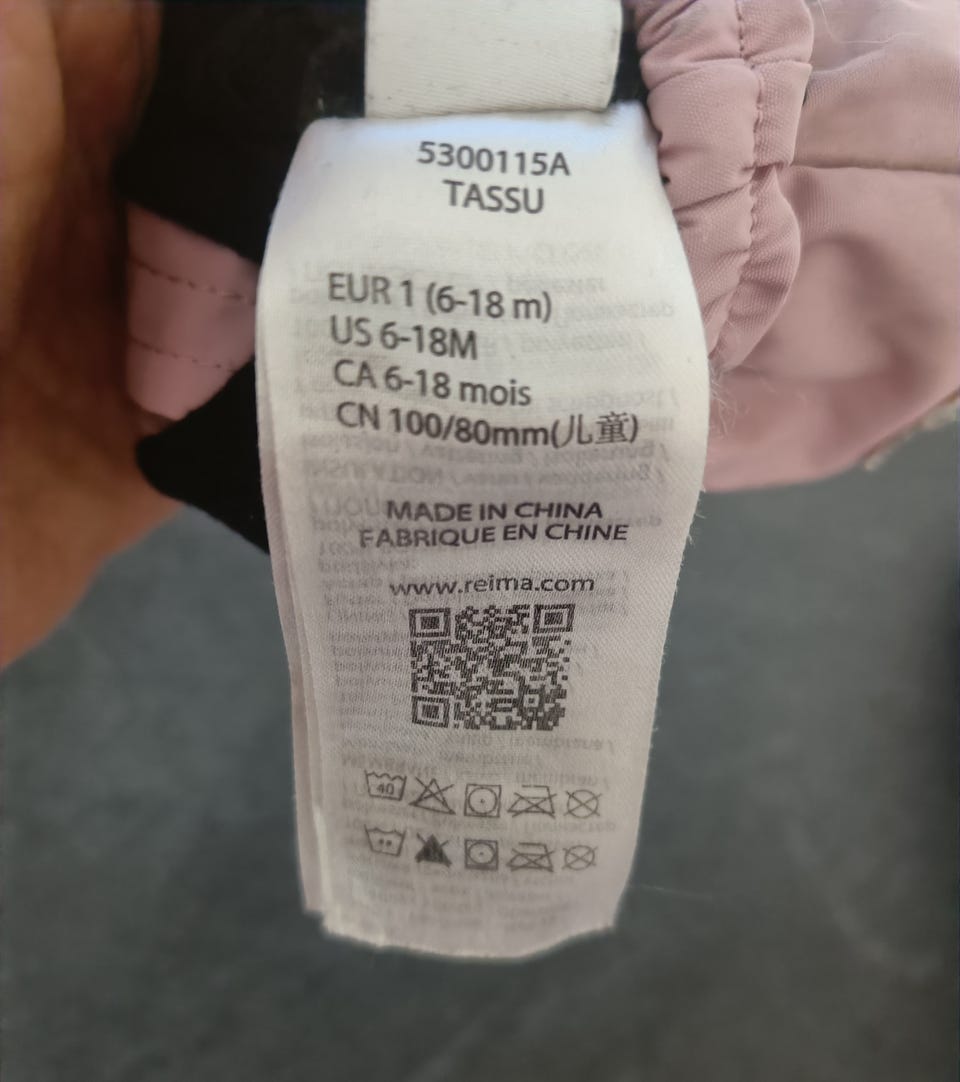 5300115A
TASSU
EUR 1 (6-18 m)
US 6-18M
CA 6-18 mois
CN 100/80mm(儿童)
MADE IN CHINA
FABRIQUE EN CHINE
www.reima.com
40